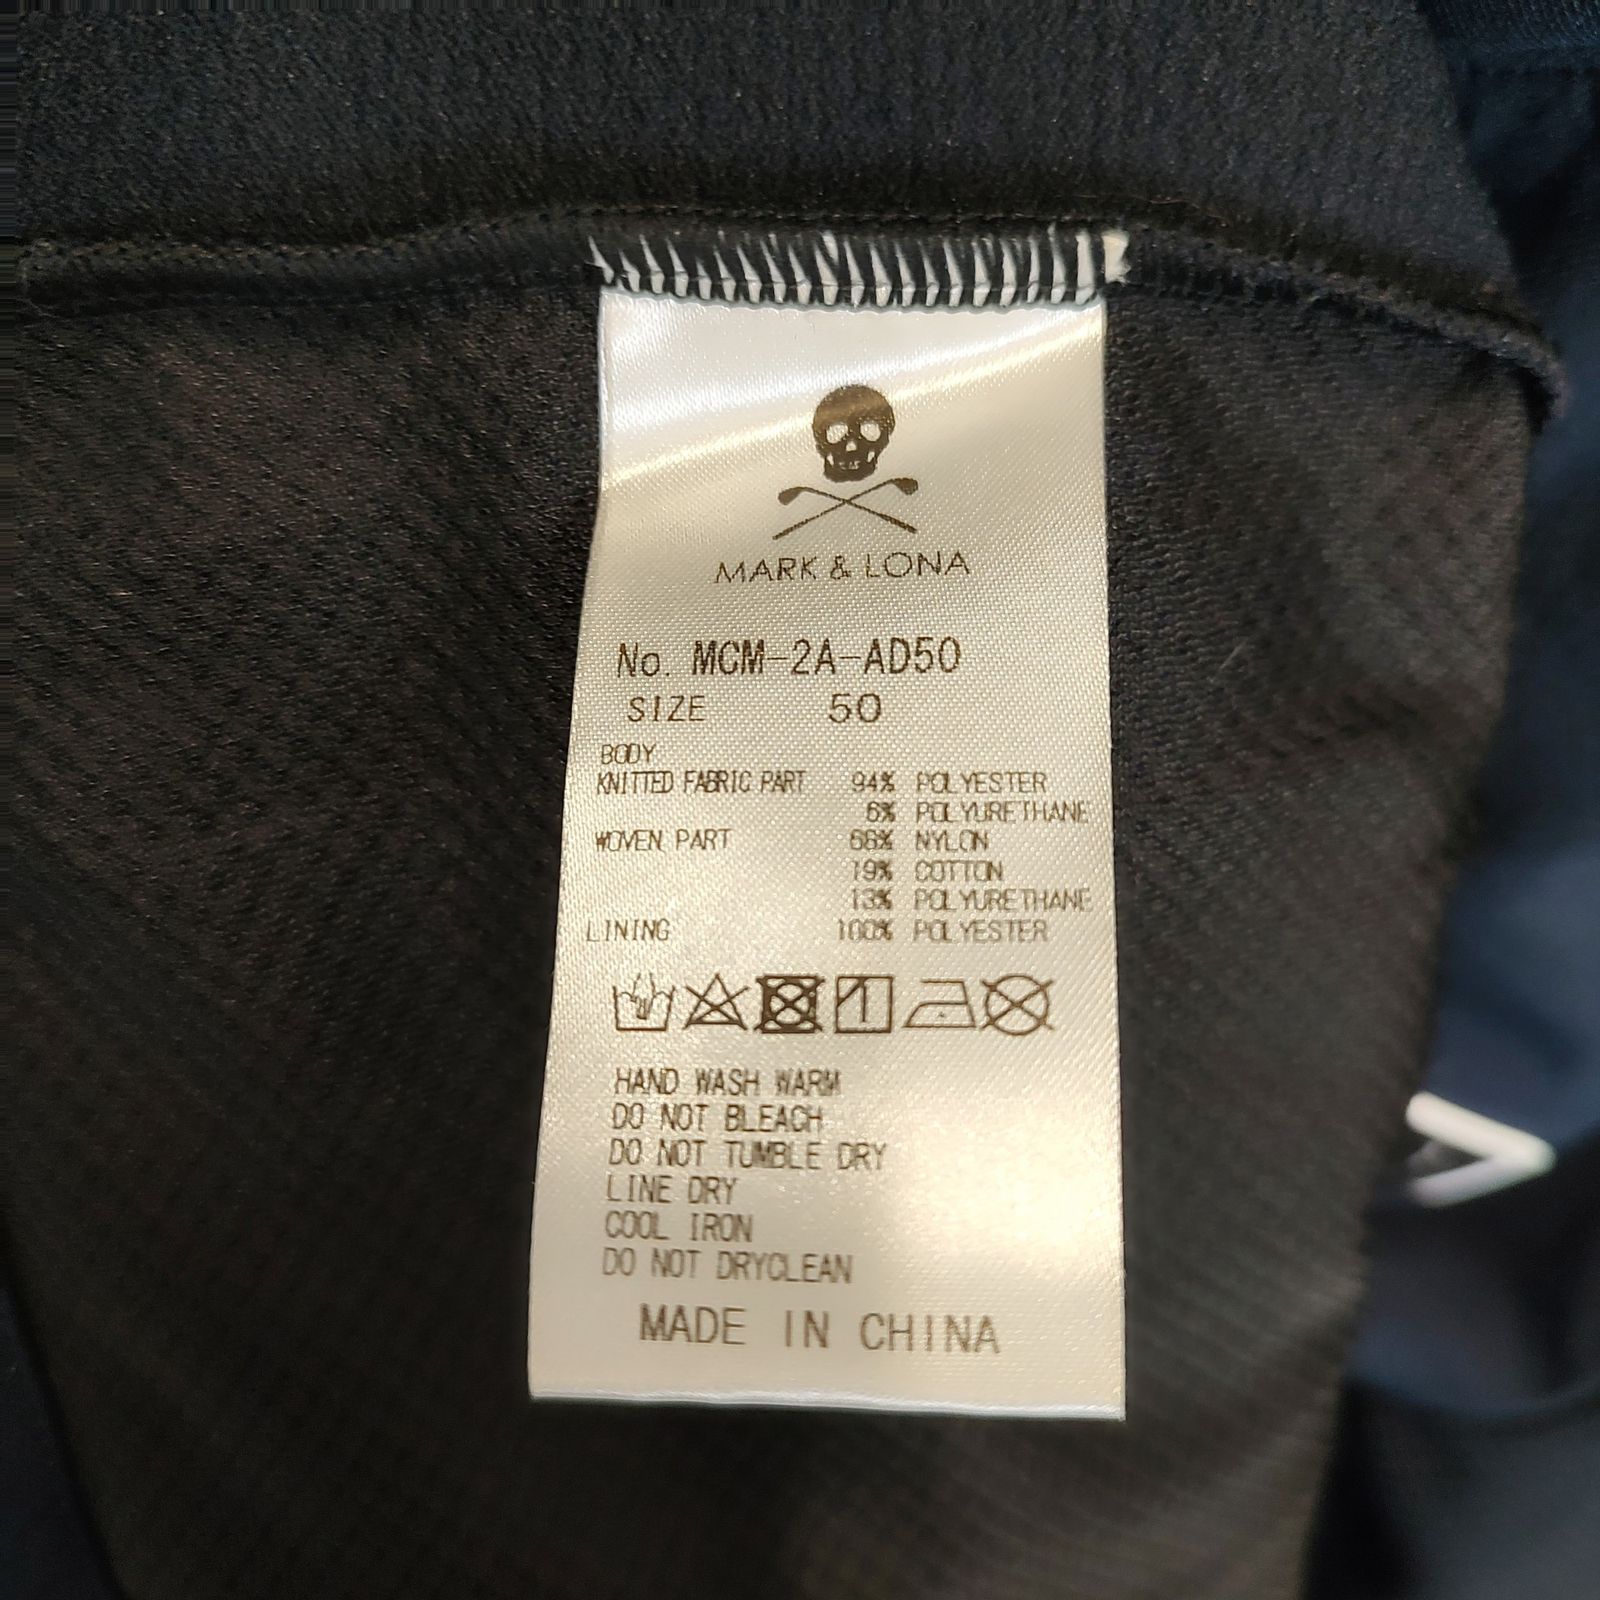 MARK & LONA
No. MCM-2A-AD50
SIZE 50
BODY
KNITTED FABRIC PART 94% POLYESTER
6% POLYURETHANE
WOVEN PART 68% NYLON
19% COTTON
13% POLYURETHANE
LINING 100% POLYESTER
HAND WASH WARM
DO NOT BLEACH
DO NOT TUMBLE DRY
LINE DRY
COOL IRON
DO NOT DRYCLEAN
MADE IN CHINA